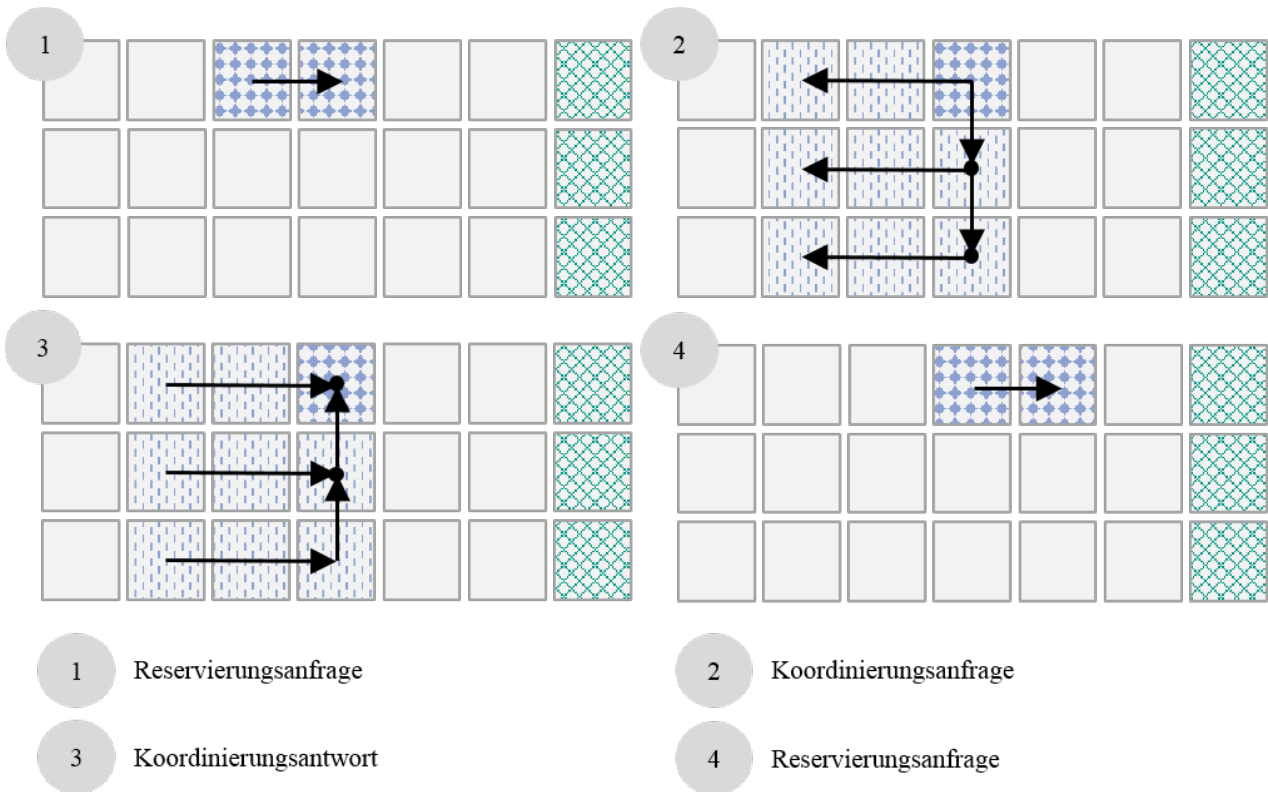 1
2
3
4
1 Reservierungsanfrage
2 Koordinierungsanfrage
3 Koordinierungsantwort
4 Reservierungsanfrage